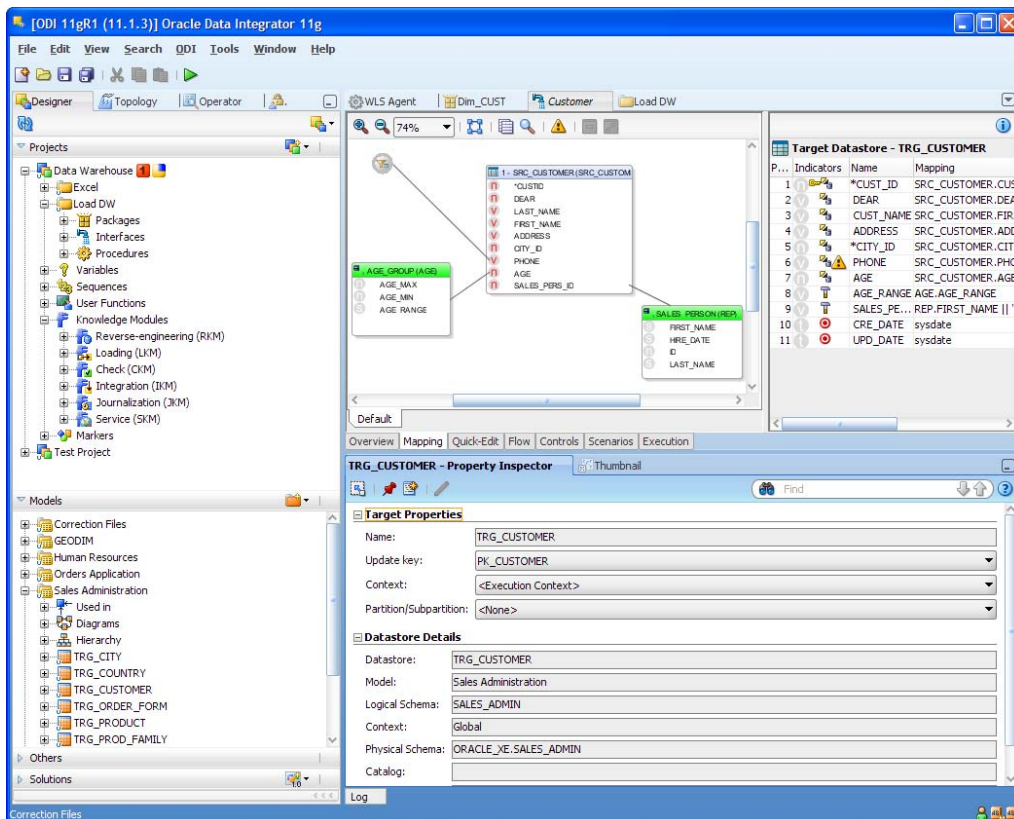 [ODI 11gR1 (11.1.3)] Oracle Data Integrator 11g
File Edit View Search ODI Tools Window Help
Designer Topology Operator
Projects
Data Warehouse 1
Excel
Load DW
Packages
Interfaces
Procedures
Variables
Sequences
User Functions
Knowledge Modules
Reverse-engineering (RKM)
Loading (LKM)
Check (CKM)
Integration (IKM)
Journalization (JKM)
Service (SKM)
Markers
Test Project
Models
Correction Files
GEODIM
Human Resources
Orders Application
Sales Administration
Used in
Diagrams
Hierarchy
TRG_CITY
TRG_COUNTRY
TRG_CUSTOMER
TRG_ORDER_FORM
TRG_PRODUCT
TRG_PROD_FAMILY
Others
Solutions
Correction Files
WLS Agent Dim_CUST Customer Load DW
74%
1 - SRC_CUSTOMER (SRC_CUSTOM
*CUSTID
DEAR
LAST_NAME
FIRST_NAME
ADDRESS
CITY_ID
PHONE
AGE
SALES_PERS_ID
AGE_GROUP (AGE)
AGE_MAX
AGE_MIN
AGE_RANGE
SALES_PERSON (REP)
FIRST_NAME
HIRE_DATE
ID
LAST_NAME
Default
Overview Mapping Quick-Edit Flow Controls Scenarios Execution
Target Datastore - TRG_CUSTOMER
P... Indicators Name Mapping
1 *CUST_ID SRC_CUSTOMER.CUS
2 DEAR SRC_CUSTOMER.DEA
3 CUST_NAME SRC_CUSTOMER.FIR
4 ADDRESS SRC_CUSTOMER.ADD
5 *CITY_ID SRC_CUSTOMER.CIT
6 PHONE SRC_CUSTOMER.PHO
7 AGE SRC_CUSTOMER.AGE
8 AGE_RANGE AGE.AGE_RANGE
9 SALES_PE... REP.FIRST_NAME || '
10 CRE_DATE sysdate
11 UPD_DATE sysdate
TRG_CUSTOMER - Property Inspector Thumbnail
Find
Target Properties
Name: TRG_CUSTOMER
Update key: PK_CUSTOMER
Context: <Execution Context>
Partition/Subpartition: <None>
Datastore Details
Datastore: TRG_CUSTOMER
Model: Sales Administration
Logical Schema: SALES_ADMIN
Context: Global
Physical Schema: ORACLE_XE.SALES_ADMIN
Catalog:
Log